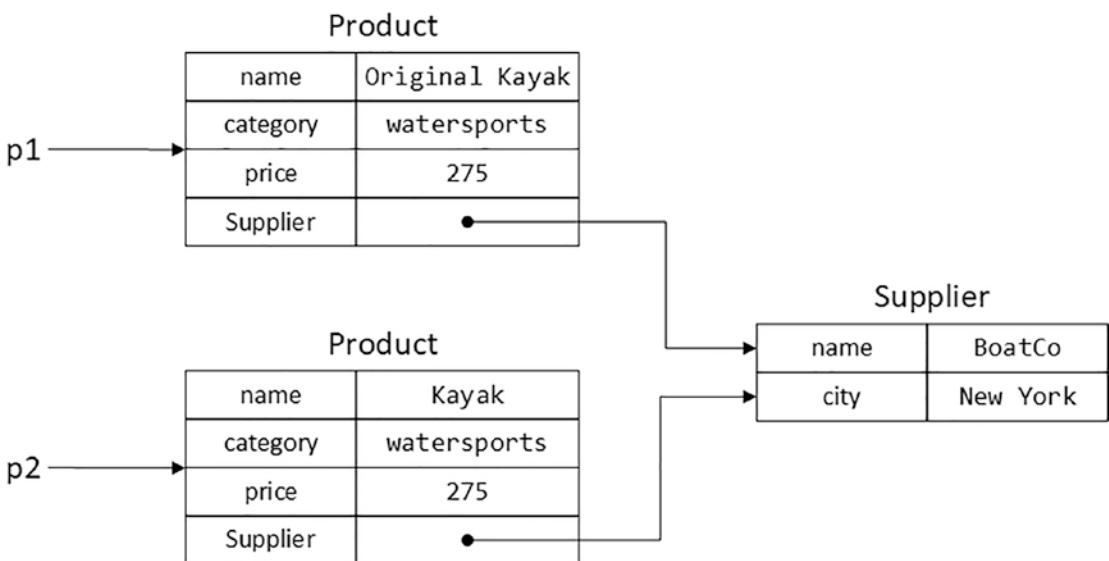 Product
name Original Kayak
category watersports
p1
price 275
Supplier
Supplier
name BoatCo
city New York
Product
name Kayak
category watersports
p2
price 275
Supplier